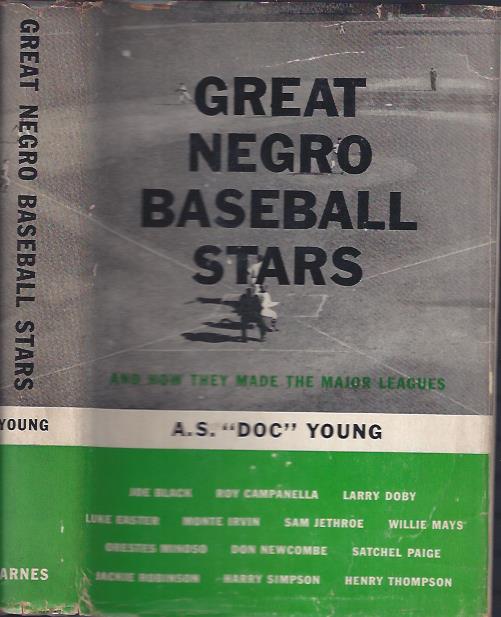 GREAT NEGRO BASEBALL STARS
YOUNG
ARNES
GREAT
NEGRO
BASEBALL
STARS
AND HOW THEY MADE THE MAJOR LEAGUES
A.S. "DOC" YOUNG
JOE BLACK ROY CAMPANELLA LARRY DOBY
LUKE EASTER MONTE IRVIN SAM JETHROE WILLIE MAYS
ORESTES MINOSO DON NEWCOMBE SATCHEL PAIGE
JACKIE ROBINSON HARRY SIMPSON HENRY THOMPSON